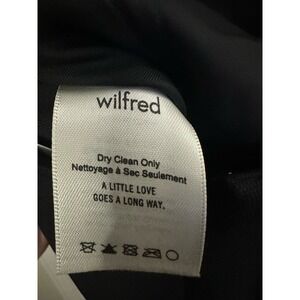 wilfred
Dry Clean Only
Nettoyage à Sec Seulement
A LITTLE LOVE
GOES A LONG WAY.